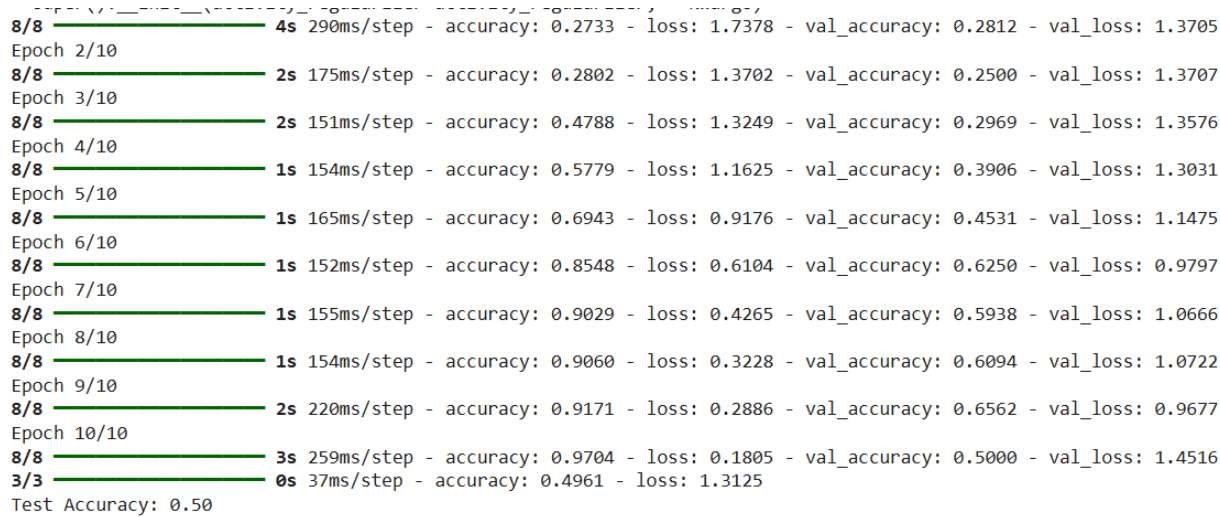 8/8 ━━━━━━━━━━━━━━━━━━━━ 4s 290ms/step - accuracy: 0.2733 - loss: 1.7378 - val_accuracy: 0.2812 - val_loss: 1.3705
Epoch 2/10
8/8 ━━━━━━━━━━━━━━━━━━━━ 2s 175ms/step - accuracy: 0.2802 - loss: 1.3702 - val_accuracy: 0.2500 - val_loss: 1.3707
Epoch 3/10
8/8 ━━━━━━━━━━━━━━━━━━━━ 2s 151ms/step - accuracy: 0.4788 - loss: 1.3249 - val_accuracy: 0.2969 - val_loss: 1.3576
Epoch 4/10
8/8 ━━━━━━━━━━━━━━━━━━━━ 1s 154ms/step - accuracy: 0.5779 - loss: 1.1625 - val_accuracy: 0.3906 - val_loss: 1.3031
Epoch 5/10
8/8 ━━━━━━━━━━━━━━━━━━━━ 1s 165ms/step - accuracy: 0.6943 - loss: 0.9176 - val_accuracy: 0.4531 - val_loss: 1.1475
Epoch 6/10
8/8 ━━━━━━━━━━━━━━━━━━━━ 1s 152ms/step - accuracy: 0.8548 - loss: 0.6104 - val_accuracy: 0.6250 - val_loss: 0.9797
Epoch 7/10
8/8 ━━━━━━━━━━━━━━━━━━━━ 1s 155ms/step - accuracy: 0.9029 - loss: 0.4265 - val_accuracy: 0.5938 - val_loss: 1.0666
Epoch 8/10
8/8 ━━━━━━━━━━━━━━━━━━━━ 1s 154ms/step - accuracy: 0.9060 - loss: 0.3228 - val_accuracy: 0.6094 - val_loss: 1.0722
Epoch 9/10
8/8 ━━━━━━━━━━━━━━━━━━━━ 2s 220ms/step - accuracy: 0.9171 - loss: 0.2886 - val_accuracy: 0.6562 - val_loss: 0.9677
Epoch 10/10
8/8 ━━━━━━━━━━━━━━━━━━━━ 3s 259ms/step - accuracy: 0.9704 - loss: 0.1805 - val_accuracy: 0.5000 - val_loss: 1.4516
3/3 ━━━━━━━━━━━━━━━━━━━━ 0s 37ms/step - accuracy: 0.4961 - loss: 1.3125
Test Accuracy: 0.50